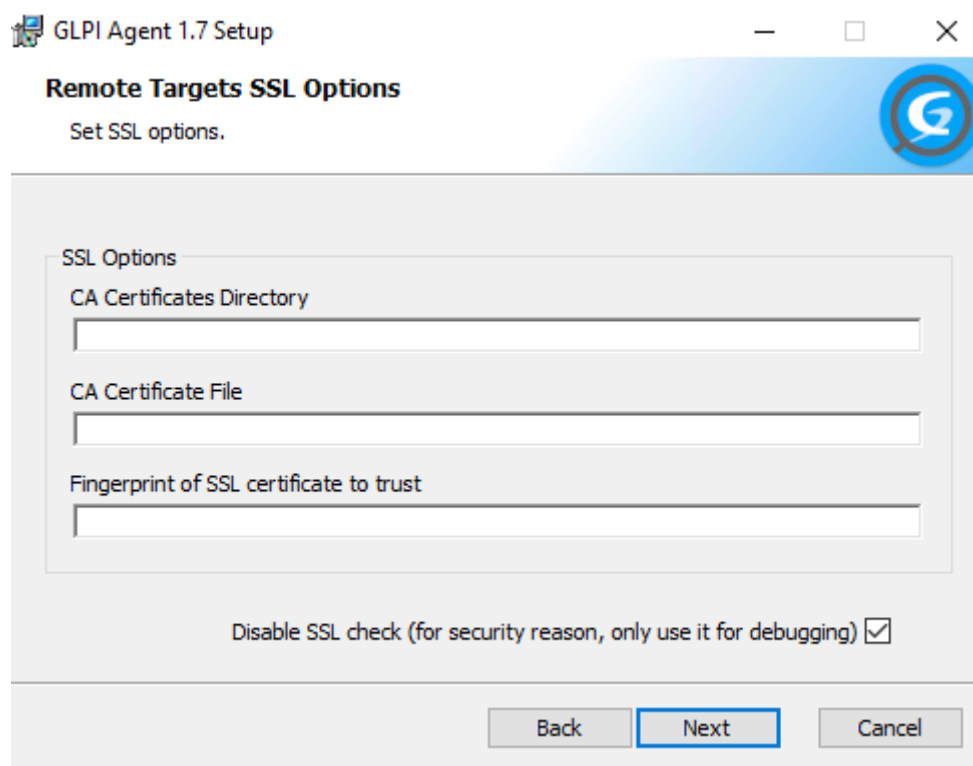 GLPI Agent 1.7 Setup
Remote Targets SSL Options
Set SSL options.
SSL Options
CA Certificates Directory
CA Certificate File
Fingerprint of SSL certificate to trust
Disable SSL check (for security reason, only use it for debugging)
Back Next Cancel